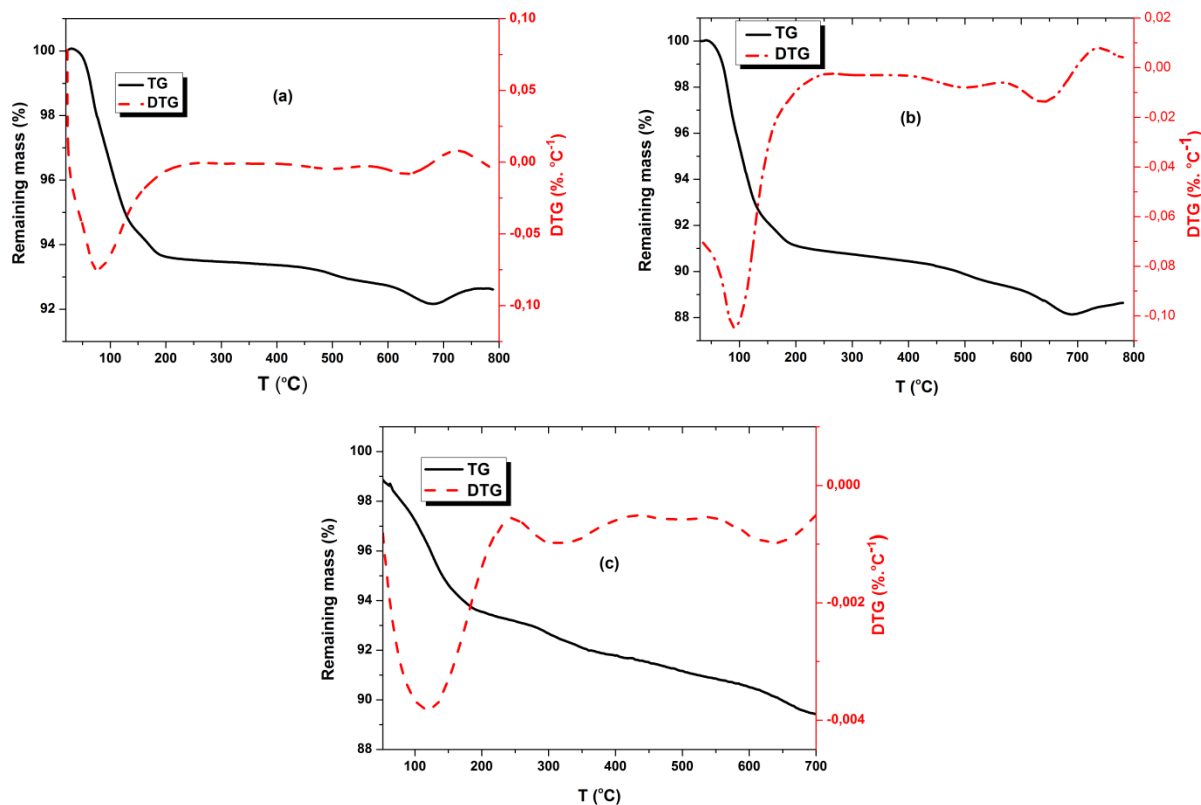 100
98
96
94
92
Remaining mass (%)
TG
DTG
(a)
0,10
0,05
0,00
-0,05
-0,10
DTG (%. °C⁻¹)
100 200 300 400 500 600 700 800
T (°C)
100
98
96
94
92
90
88
Remaining mass (%)
TG
DTG
(b)
0,02
0,00
-0,02
-0,04
-0,06
-0,08
-0,10
DTG (%. °C⁻¹)
100 200 300 400 500 600 700 800
T (°C)
100
98
96
94
92
90
88
Remaining mass (%)
TG
DTG
(c)
0,000
-0,002
-0,004
DTG (%.°C⁻¹)
100 200 300 400 500 600 700
T (°C)